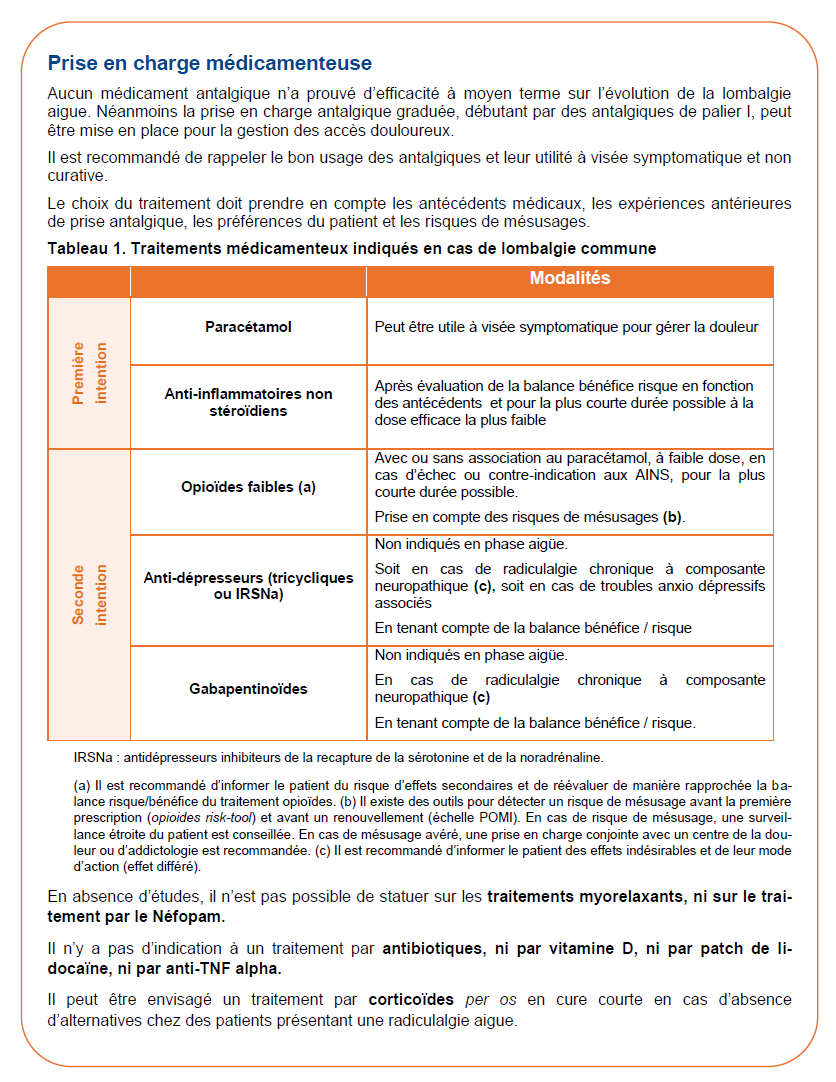 Prise en charge médicamenteuse
Aucun médicament antalgique n’a prouvé d’efficacité à moyen terme sur l’évolution de la lombalgie
aigue. Néanmoins la prise en charge antalgique graduée, débutant par des antalgiques de palier I, peut
être mise en place pour la gestion des accès douloureux.
Il est recommandé de rappeler le bon usage des antalgiques et leur utilité à visée symptomatique et non
curative.
Le choix du traitement doit prendre en compte les antécédents médicaux, les expériences antérieures
de prise antalgique, les préférences du patient et les risques de mésusages.
Tableau 1. Traitements médicamenteux indiqués en cas de lombalgie commune
Modalités
Première
intention
Paracétamol
Peut être utile à visée symptomatique pour gérer la douleur
Anti-inflammatoires non
stéroïdiens
Après évaluation de la balance bénéfice risque en fonction
des antécédents et pour la plus courte durée possible à la
dose efficace la plus faible
Seconde
intention
Opioïdes faibles (a)
Avec ou sans association au paracétamol, à faible dose, en
cas d’échec ou contre-indication aux AINS, pour la plus
courte durée possible.
Prise en compte des risques de mésusages (b).
Anti-dépresseurs (tricycliques
ou IRSNa)
Non indiqués en phase aigüe.
Soit en cas de radiculalgie chronique à composante
neuropathique (c), soit en cas de troubles anxio dépressifs
associés
En tenant compte de la balance bénéfice / risque
Gabapentinoïdes
Non indiqués en phase aigüe.
En cas de radiculalgie chronique à composante
neuropathique (c)
En tenant compte de la balance bénéfice / risque.
IRSNa : antidépresseurs inhibiteurs de la recapture de la sérotonine et de la noradrénaline.
(a) Il est recommandé d’informer le patient du risque d’effets secondaires et de réévaluer de manière rapprochée la ba-
lance risque/bénéfice du traitement opioïdes. (b) Il existe des outils pour détecter un risque de mésusage avant la première
prescription (opioides risk-tool) et avant un renouvellement (échelle POMI). En cas de risque de mésusage, une surveil-
lance étroite du patient est conseillée. En cas de mésusage avéré, une prise en charge conjointe avec un centre de la dou-
leur ou d’addictologie est recommandée. (c) Il est recommandé d’informer le patient des effets indésirables et de leur mode
d’action (effet différé).
En absence d’études, il n’est pas possible de statuer sur les traitements myorelaxants, ni sur le trai-
tement par le Néfopam.
Il n’y a pas d’indication à un traitement par antibiotiques, ni par vitamine D, ni par patch de li-
docaïne, ni par anti-TNF alpha.
Il peut être envisagé un traitement par corticoïdes per os en cure courte en cas d’absence
d’alternatives chez des patients présentant une radiculalgie aigue.